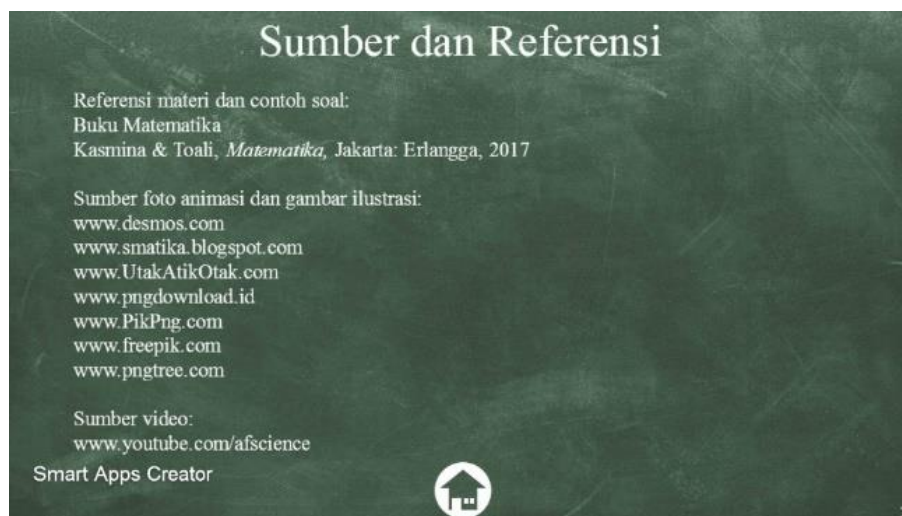 Sumber dan Referensi
Referensi materi dan contoh soal:
Buku Matematika
Kasmina & Toali, Matematika, Jakarta: Erlangga, 2017
Sumber foto animasi dan gambar ilustrasi:
www.desmos.com
www.smatika.blogspot.com
www.UtakAtikOtak.com
www.pngdownload.id
www.PikPng.com
www.freepik.com
www.pngtree.com
Sumber video:
www.youtube.com/afscience
Smart Apps Creator